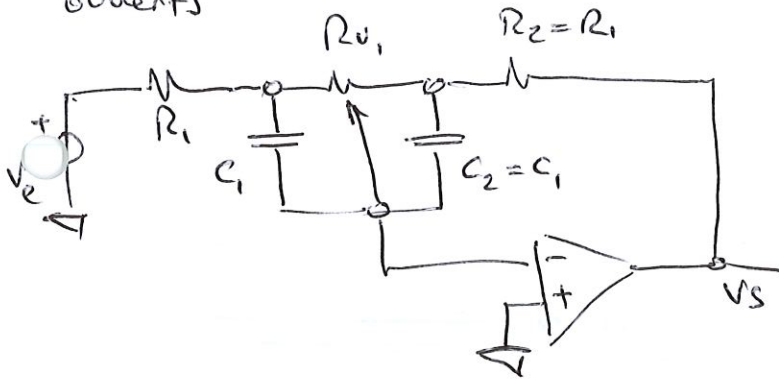 Rv₁
R₂ = R₁
R₁
+
Ve
C₁
C₂ = C₁
-
+
Vs